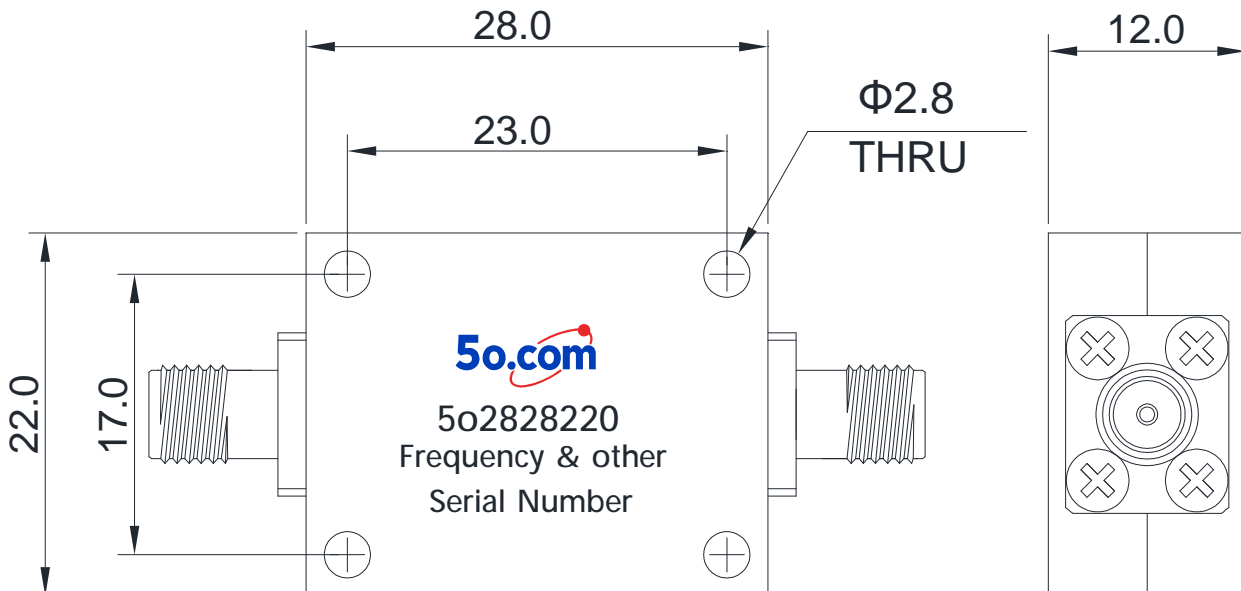 28.0
12.0
Φ2.8
THRU
23.0
22.0
17.0
5o.com
5o2828220
Frequency & other
Serial Number